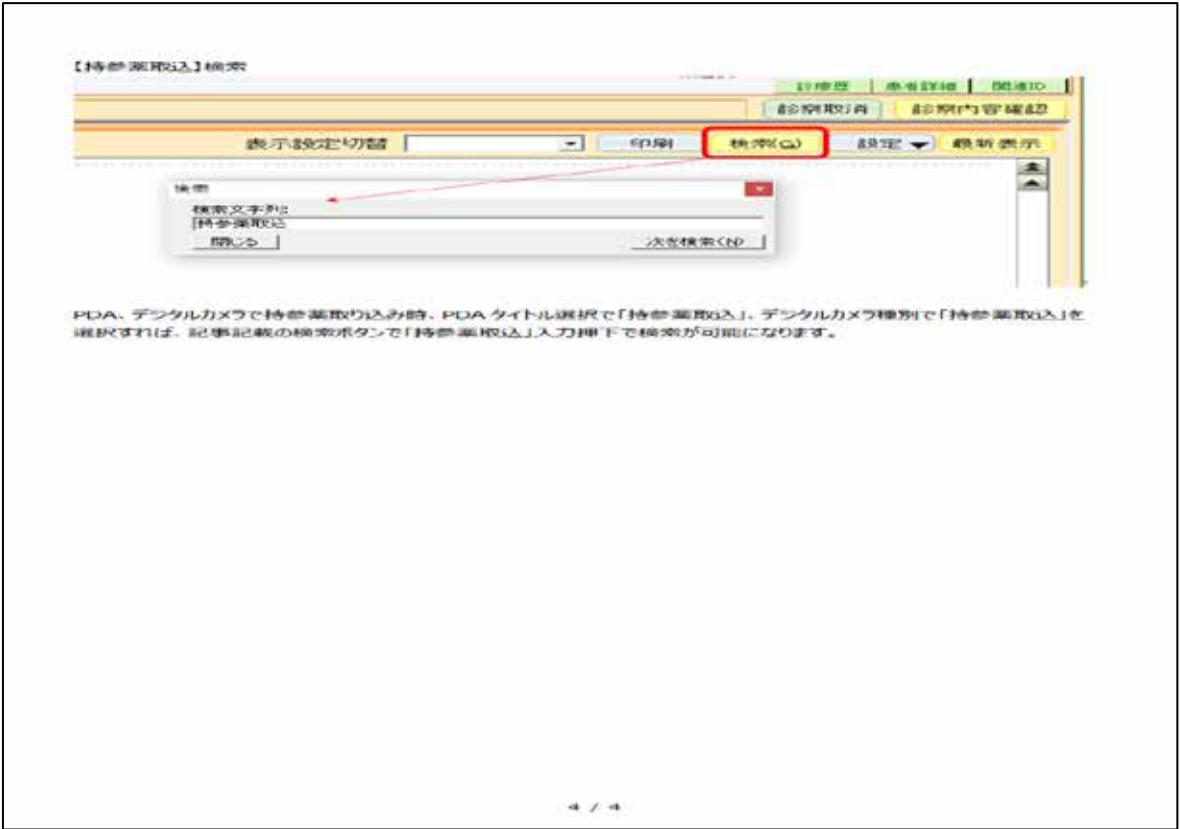 【持参薬取込】検索
診療歴 患者詳細 関連ID
診察取消 診察内容確認
表示設定切替 印刷 検索(G) 設定 最新表示
検索
検索文字列:
持参薬取込
閉じる 次を検索(N)
PDA、デジタルカメラで持参薬取り込み時、PDA タイトル選択で「持参薬取込」、デジタルカメラ種別で「持参薬取込」を
選択すれば、記事記載の検索ボタンで「持参薬取込」入力押下で検索が可能になります。
4 / 4